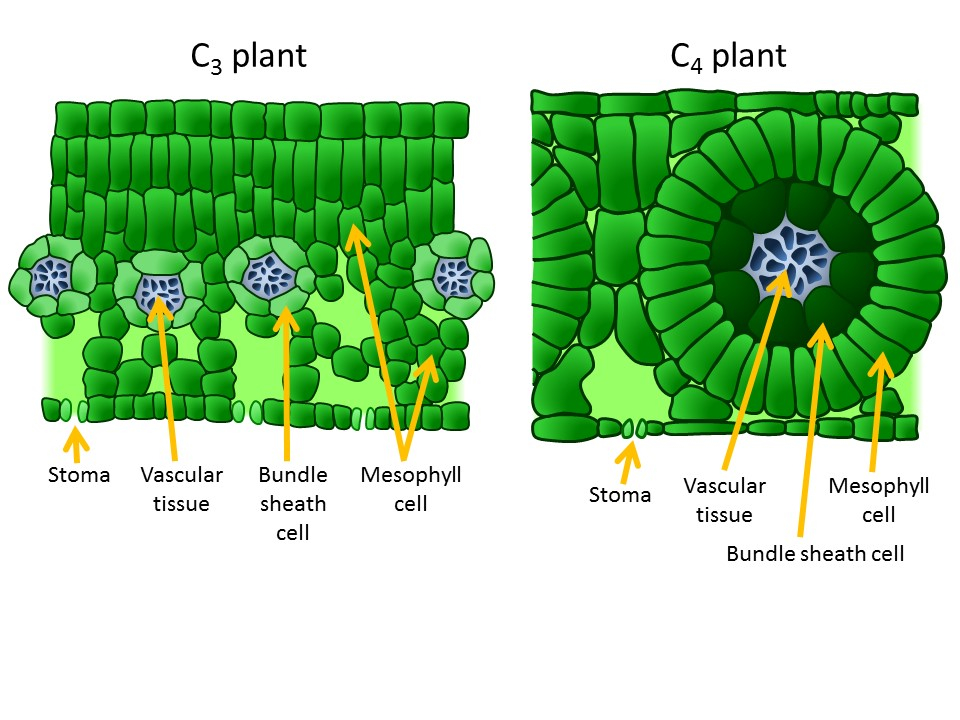 C₃ plant
Stoma
Vascular
tissue
Bundle
sheath
cell
Mesophyll
cell
C₄ plant
Stoma
Vascular
tissue
Mesophyll
cell
Bundle sheath cell